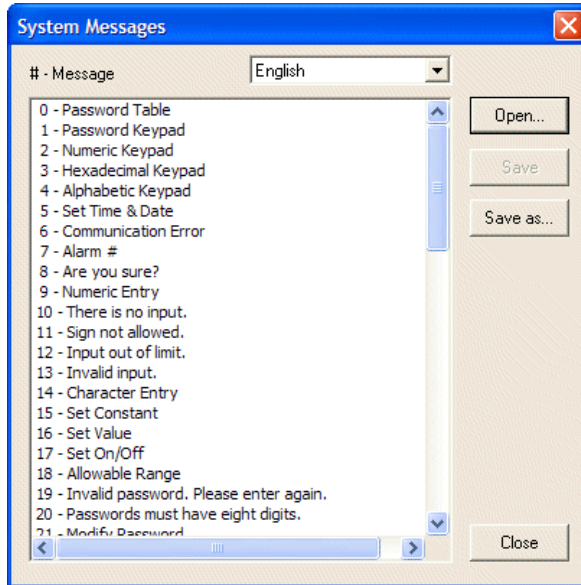 System Messages
# - Message
English
0 - Password Table
1 - Password Keypad
2 - Numeric Keypad
3 - Hexadecimal Keypad
4 - Alphabetic Keypad
5 - Set Time & Date
6 - Communication Error
7 - Alarm #
8 - Are you sure?
9 - Numeric Entry
10 - There is no input.
11 - Sign not allowed.
12 - Input out of limit.
13 - Invalid input.
14 - Character Entry
15 - Set Constant
16 - Set Value
17 - Set On/Off
18 - Allowable Range
19 - Invalid password. Please enter again.
20 - Passwords must have eight digits.
21 - Modify Password
Open...
Save
Save as...
Close